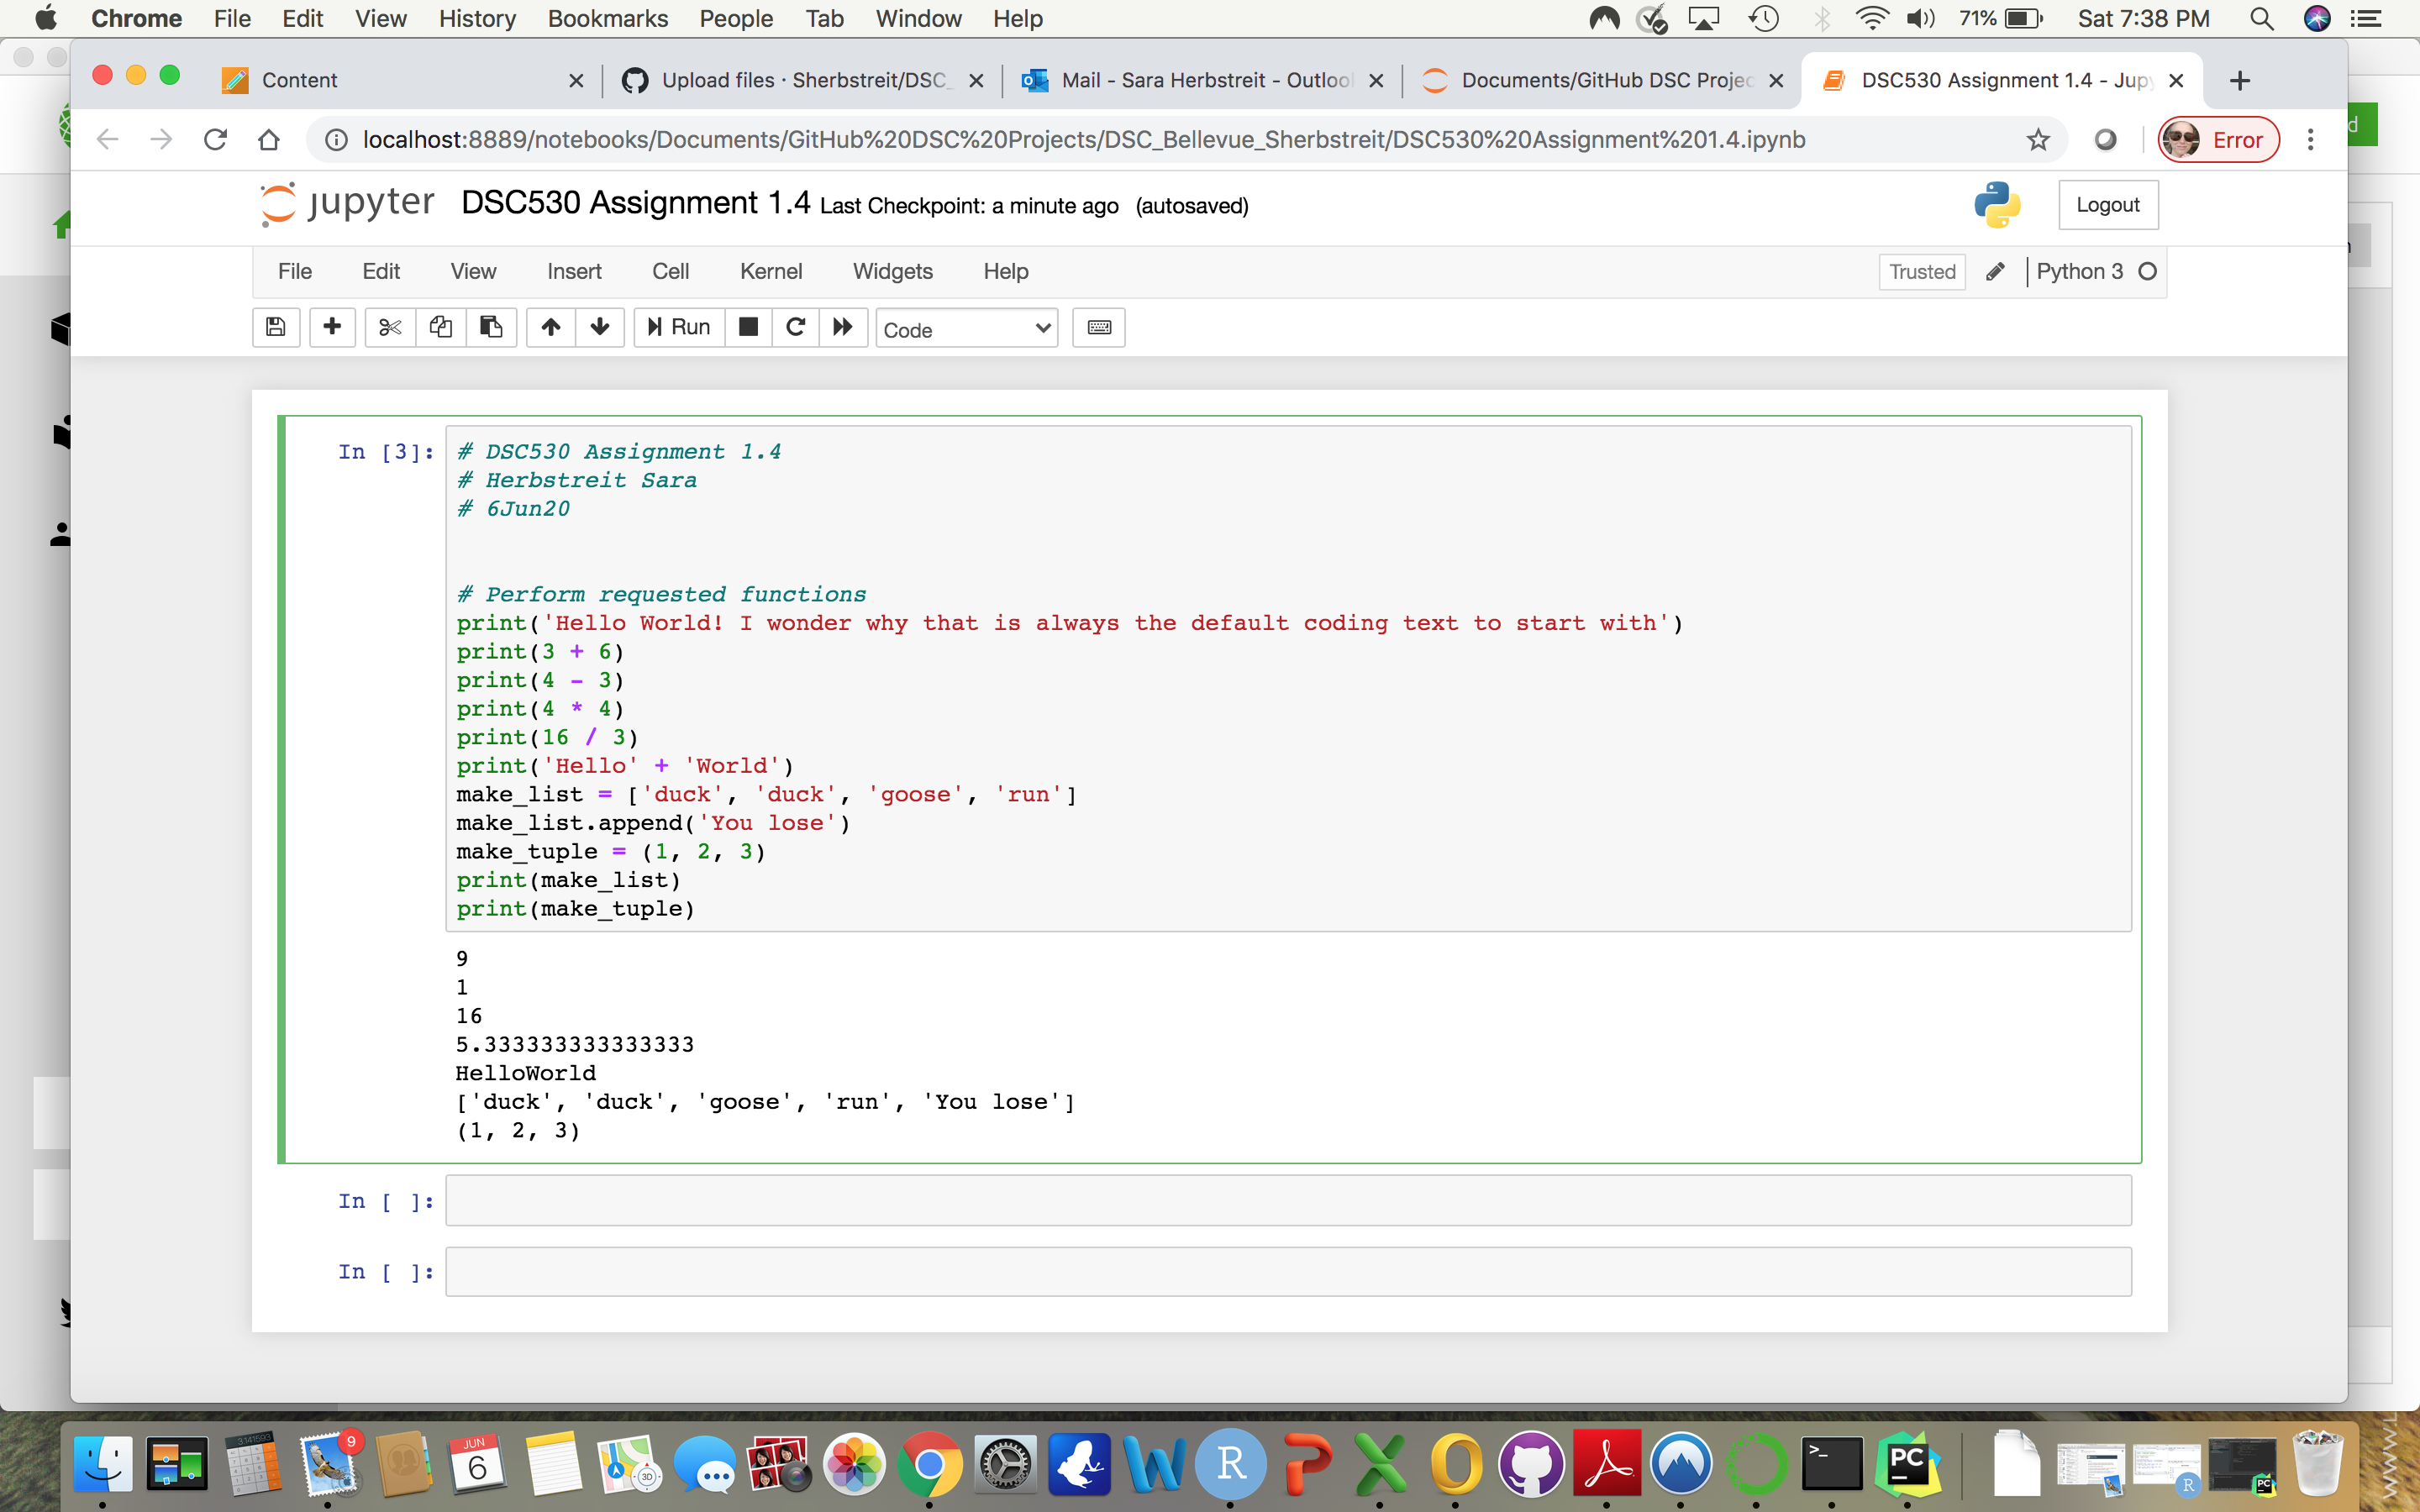 Chrome File Edit View History Bookmarks People Tab Window Help 71% Sat 7:38 PM
Content Upload files · Sherbstreit/DSC_ Mail - Sara Herbstreit - Outlool Documents/GitHub DSC Projec DSC530 Assignment 1.4 - Jupy
localhost:8889/notebooks/Documents/GitHub%20DSC%20Projects/DSC_Bellevue_Sherbstreit/DSC530%20Assignment%201.4.ipynb Error
jupyter DSC530 Assignment 1.4 Last Checkpoint: a minute ago (autosaved) Logout
File Edit View Insert Cell Kernel Widgets Help Trusted Python 3
Run Code
In [3]: # DSC530 Assignment 1.4
# Herbstreit Sara
# 6Jun20
# Perform requested functions
print('Hello World! I wonder why that is always the default coding text to start with')
print(3 + 6)
print(4 - 3)
print(4 * 4)
print(16 / 3)
print('Hello' + 'World')
make_list = ['duck', 'duck', 'goose', 'run']
make_list.append('You lose')
make_tuple = (1, 2, 3)
print(make_list)
print(make_tuple)
9
1
16
5.333333333333333
HelloWorld
['duck', 'duck', 'goose', 'run', 'You lose']
(1, 2, 3)
In [ ]:
In [ ]:
3.141593 9 JUN 6 3D R PC